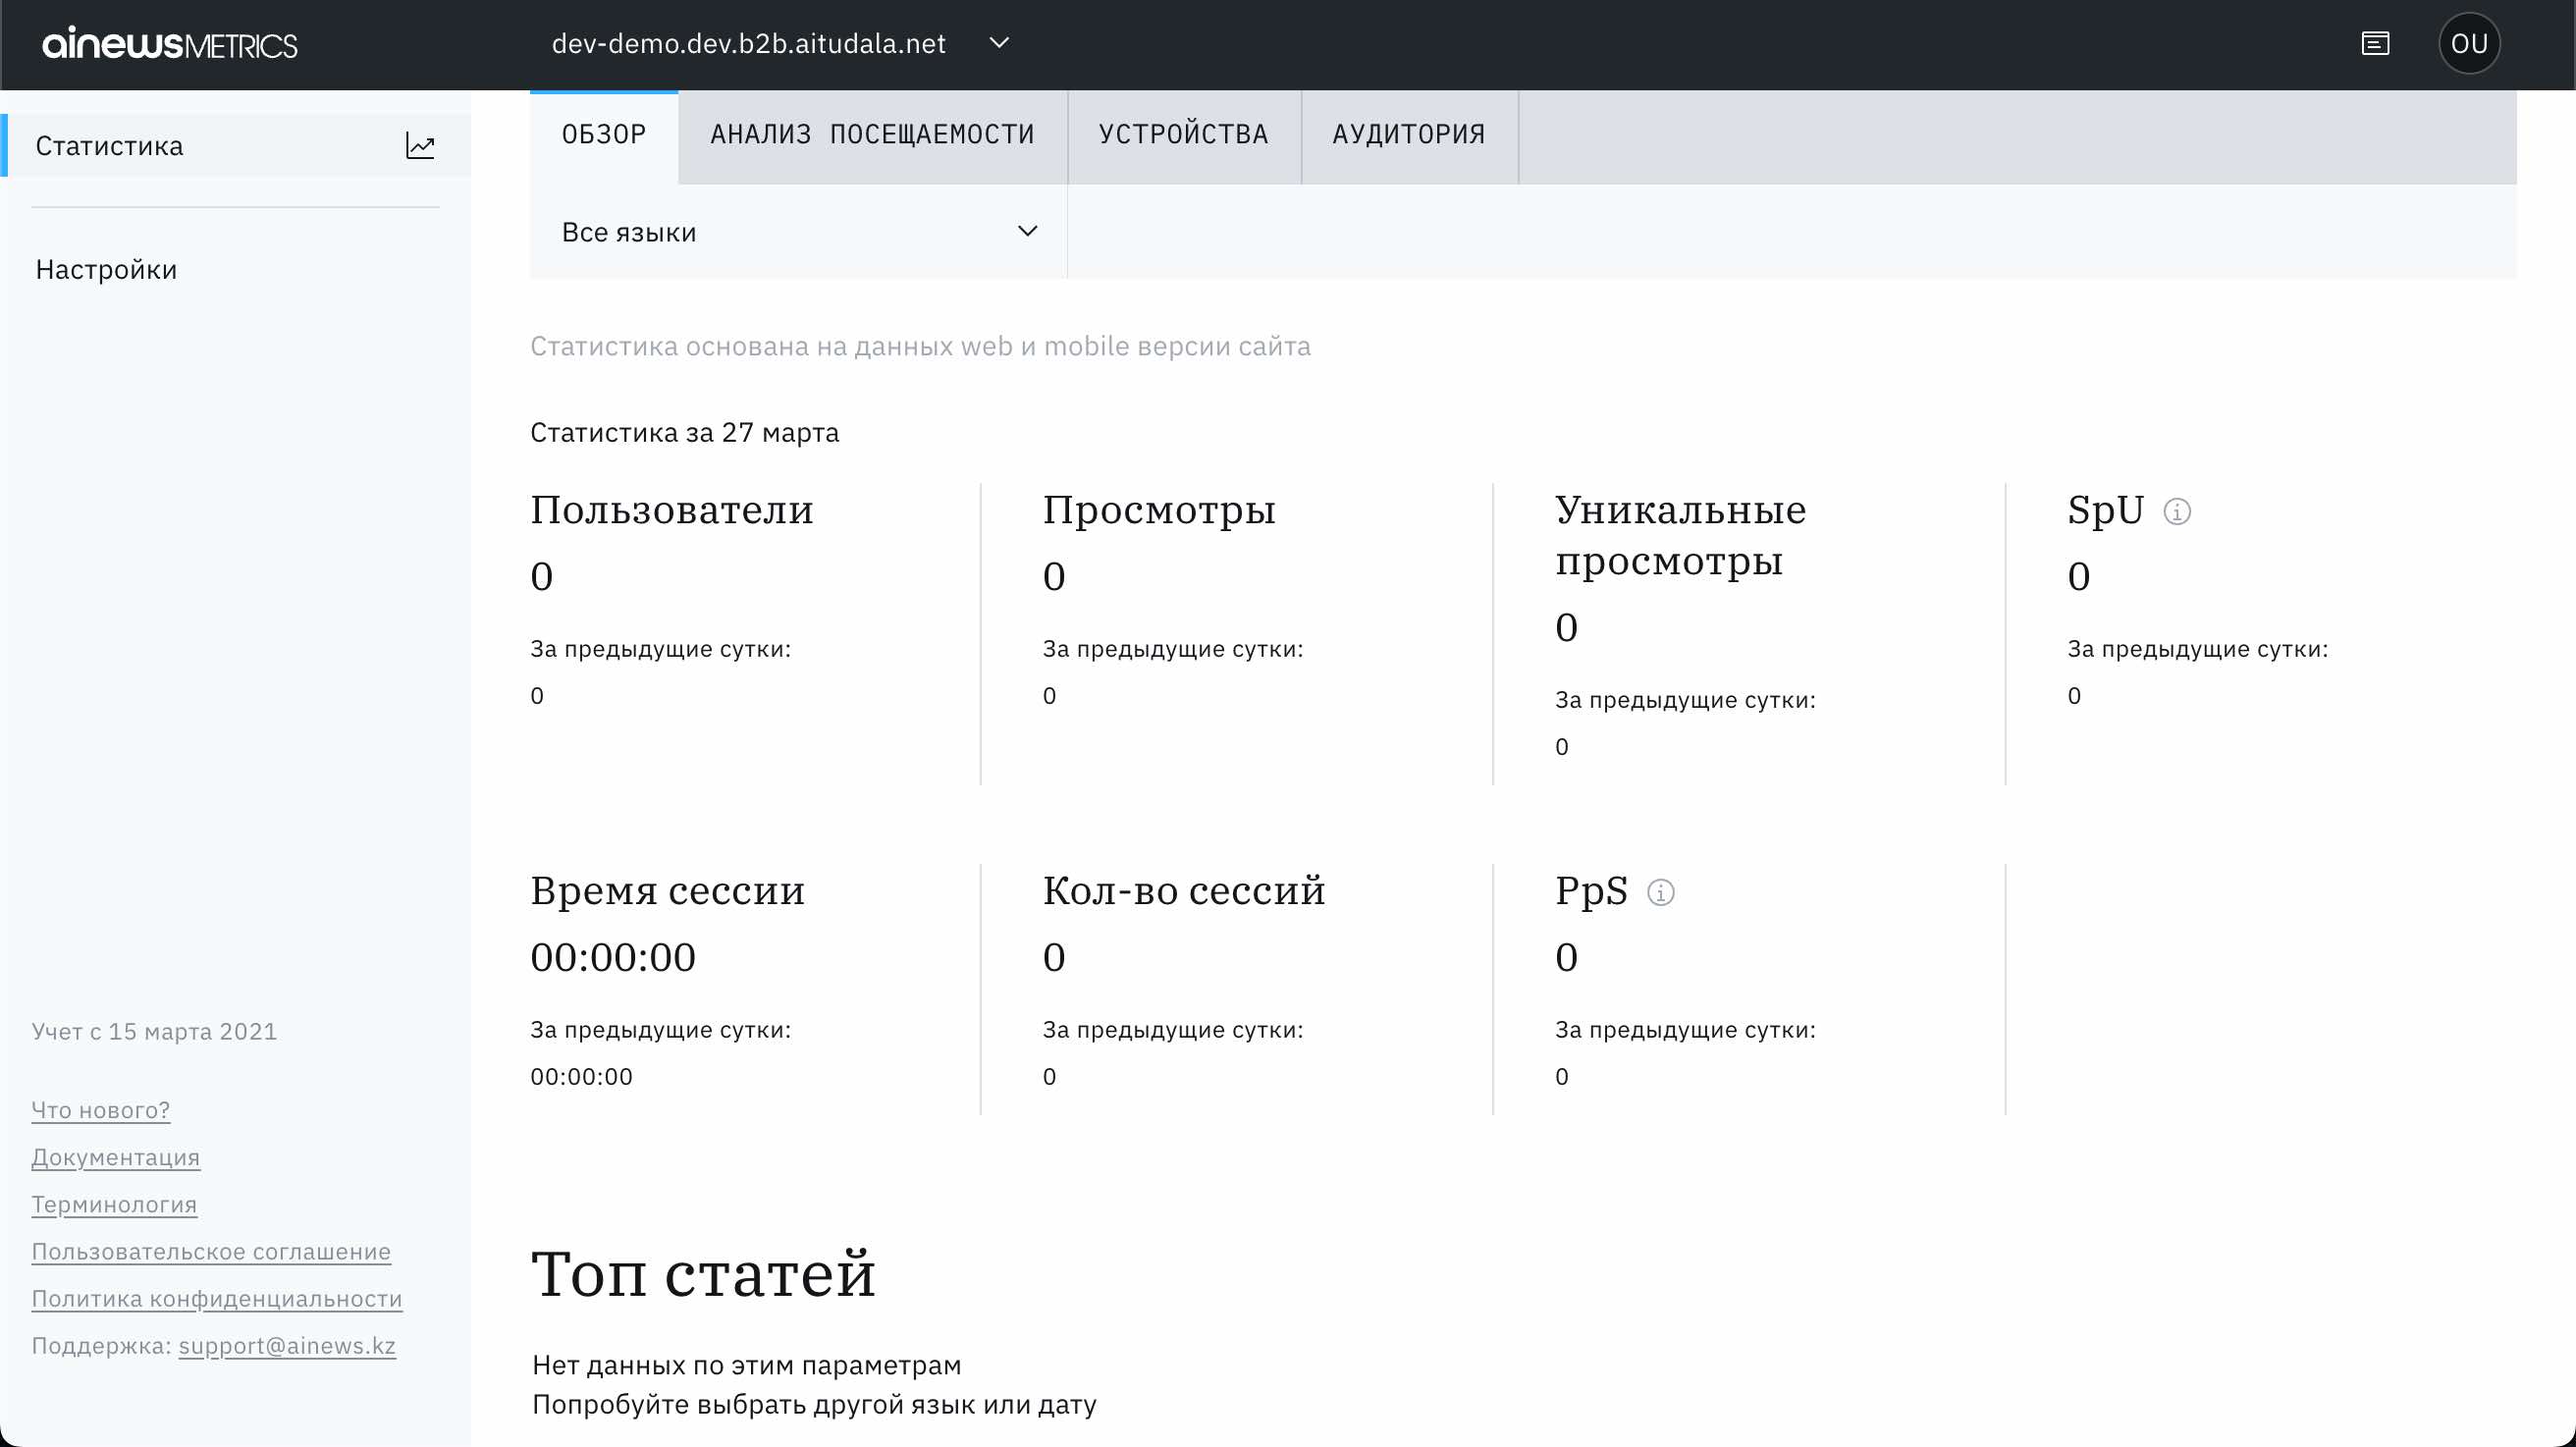 ainewsMETRICS
dev-demo.dev.b2b.aitudala.net
OU
Статистика
Настройки
ОБЗОР
АНАЛИЗ ПОСЕЩАЕМОСТИ
УСТРОЙСТВА
АУДИТОРИЯ
Все языки
Статистика основана на данных web и mobile версии сайта
Статистика за 27 марта
Пользователи
0
За предыдущие сутки:
0
Просмотры
0
За предыдущие сутки:
0
Уникальные
просмотры
0
За предыдущие сутки:
0
SpU
0
За предыдущие сутки:
0
Время сессии
00:00:00
За предыдущие сутки:
00:00:00
Кол-во сессий
0
За предыдущие сутки:
0
PpS
0
За предыдущие сутки:
0
Топ статей
Нет данных по этим параметрам
Попробуйте выбрать другой язык или дату
Учет с 15 марта 2021
Что нового?
Документация
Терминология
Пользовательское соглашение
Политика конфиденциальности
Поддержка: support@ainews.kz